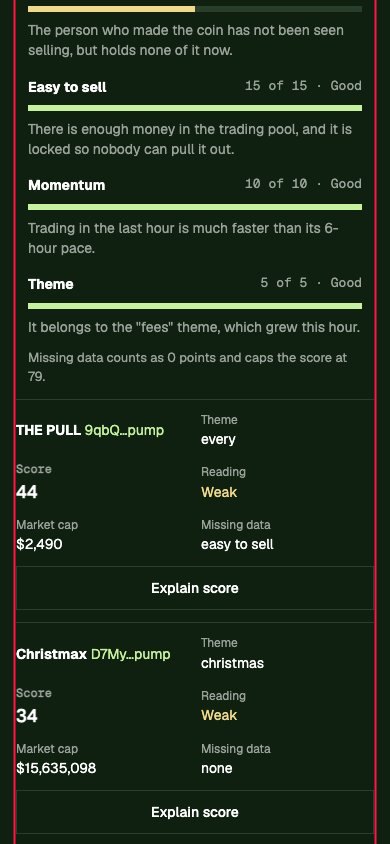 The person who made the coin has not been seen
selling, but holds none of it now.
Easy to sell 15 of 15 · Good
There is enough money in the trading pool, and it is
locked so nobody can pull it out.
Momentum 10 of 10 · Good
Trading in the last hour is much faster than its 6-
hour pace.
Theme 5 of 5 · Good
It belongs to the "fees" theme, which grew this hour.
Missing data counts as 0 points and caps the score at
79.
THE PULL 9qbQ…pump
Theme
every
Score
44
Reading
Weak
Market cap
$2,490
Missing data
easy to sell
Explain score
Christmax D7My…pump
Theme
christmas
Score
34
Reading
Weak
Market cap
$15,635,098
Missing data
none
Explain score